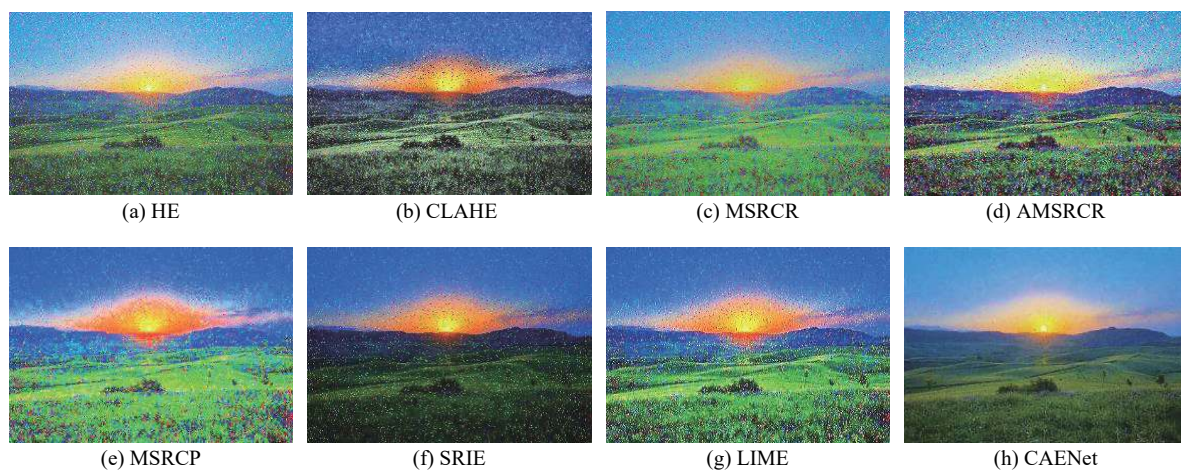 (a) HE
(b) CLAHE
(c) MSRCR
(d) AMSRCR
(e) MSRCP
(f) SRIE
(g) LIME
(h) CAENet